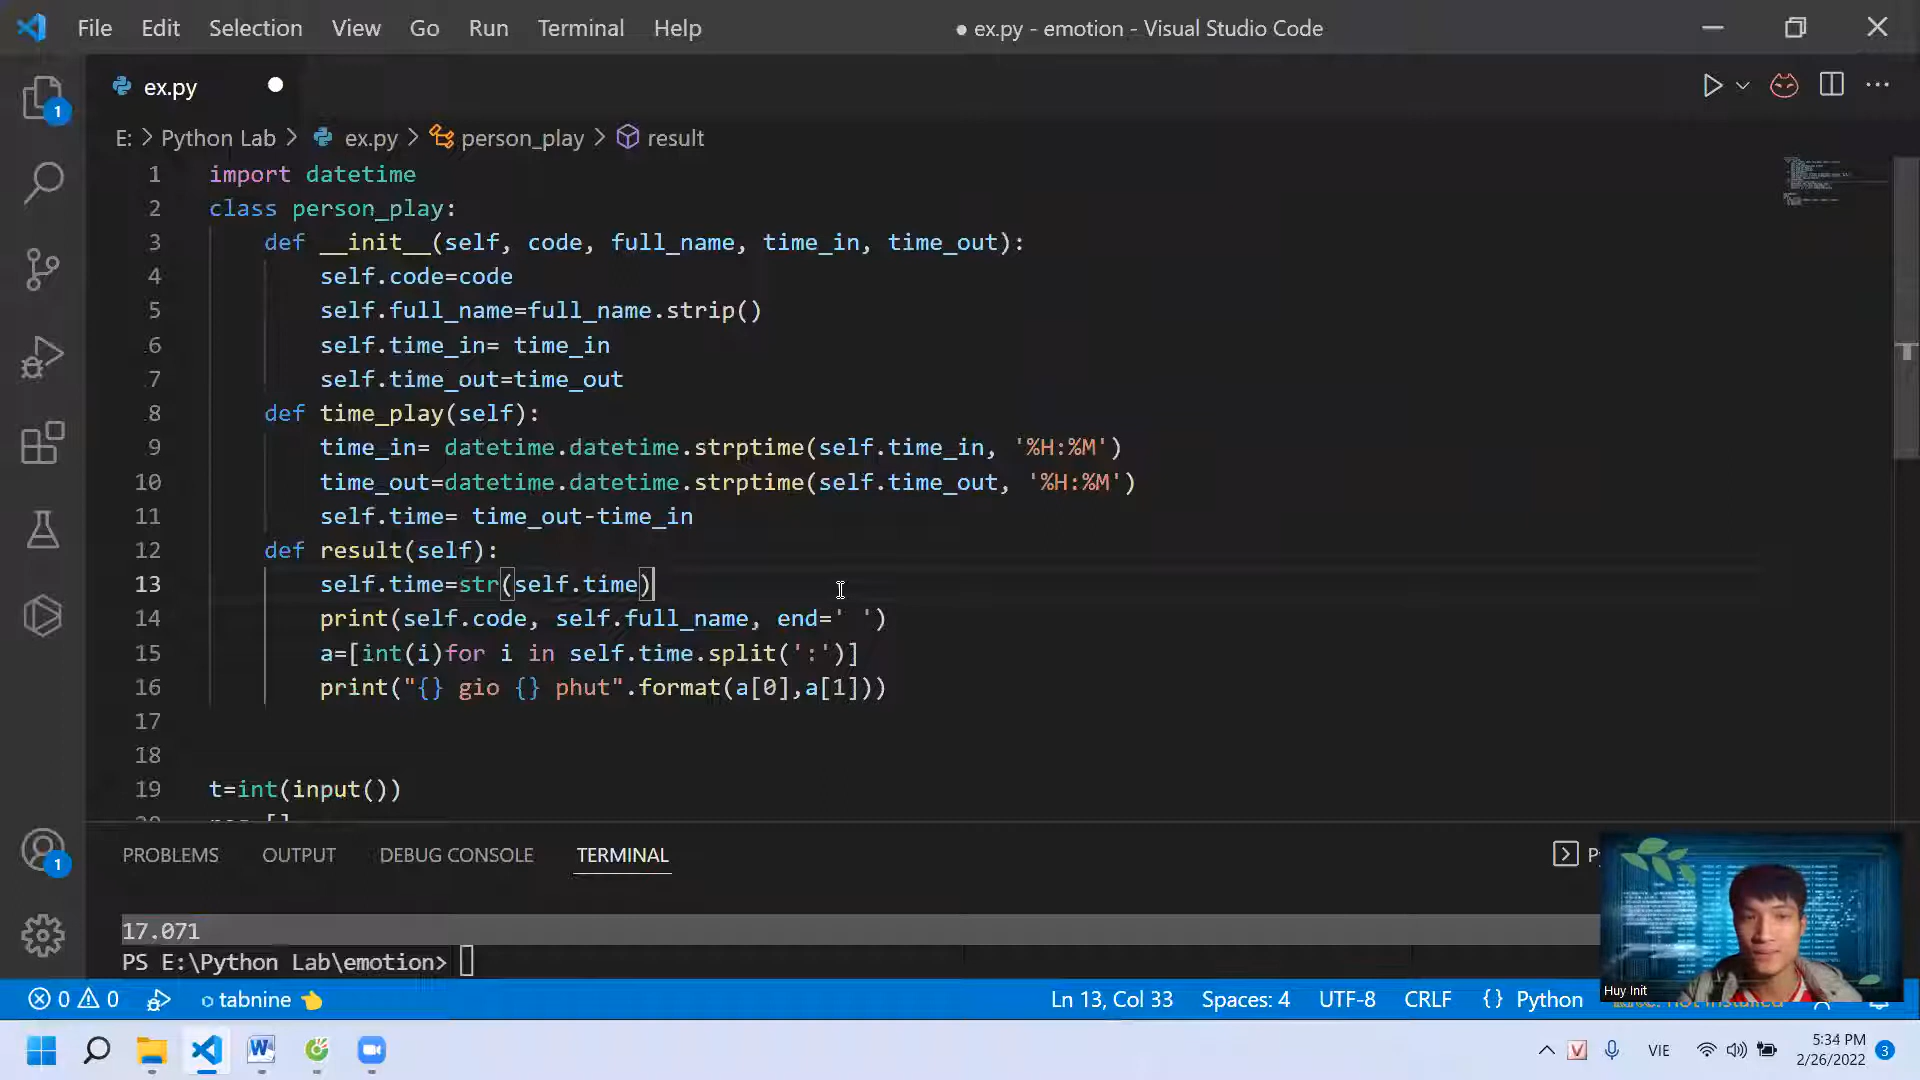 File Edit Selection View Go Run Terminal Help
● ex.py - emotion - Visual Studio Code
ex.py
1
E: > Python Lab > ex.py > person_play > result
1 import datetime
2 class person_play:
3 def __init__(self, code, full_name, time_in, time_out):
4 self.code=code
5 self.full_name=full_name.strip()
6 self.time_in= time_in
7 self.time_out=time_out
8 def time_play(self):
9 time_in= datetime.datetime.strptime(self.time_in, '%H:%M')
10 time_out=datetime.datetime.strptime(self.time_out, '%H:%M')
11 self.time= time_out-time_in
12 def result(self):
13 self.time=str(self.time)
14 print(self.code, self.full_name, end=' ')
15 a=[int(i)for i in self.time.split(':')]
16 print("{} gio {} phut".format(a[0],a[1]))
17
18
19 t=int(input())
PROBLEMS OUTPUT DEBUG CONSOLE TERMINAL
1
17.071
PS E:\Python Lab\emotion>
Huy Init
0 0 tabnine Ln 13, Col 33 Spaces: 4 UTF-8 CRLF {} Python
W V VIE 5:34 PM
2/26/2022 3